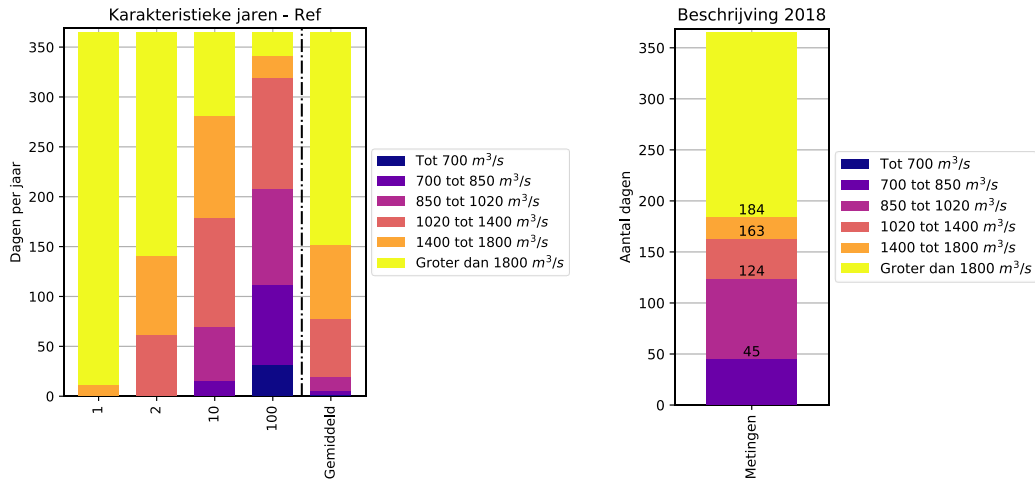 Karakteristieke jaren - Ref
Dagen per jaar
350
300
250
200
150
100
50
0
1
2
10
100
Gemiddeld
Tot 700 m³/s
700 tot 850 m³/s
850 tot 1020 m³/s
1020 tot 1400 m³/s
1400 tot 1800 m³/s
Groter dan 1800 m³/s
Beschrijving 2018
Aantal dagen
350
300
250
200
150
100
50
0
184
163
124
45
Metingen
Tot 700 m³/s
700 tot 850 m³/s
850 tot 1020 m³/s
1020 tot 1400 m³/s
1400 tot 1800 m³/s
Groter dan 1800 m³/s